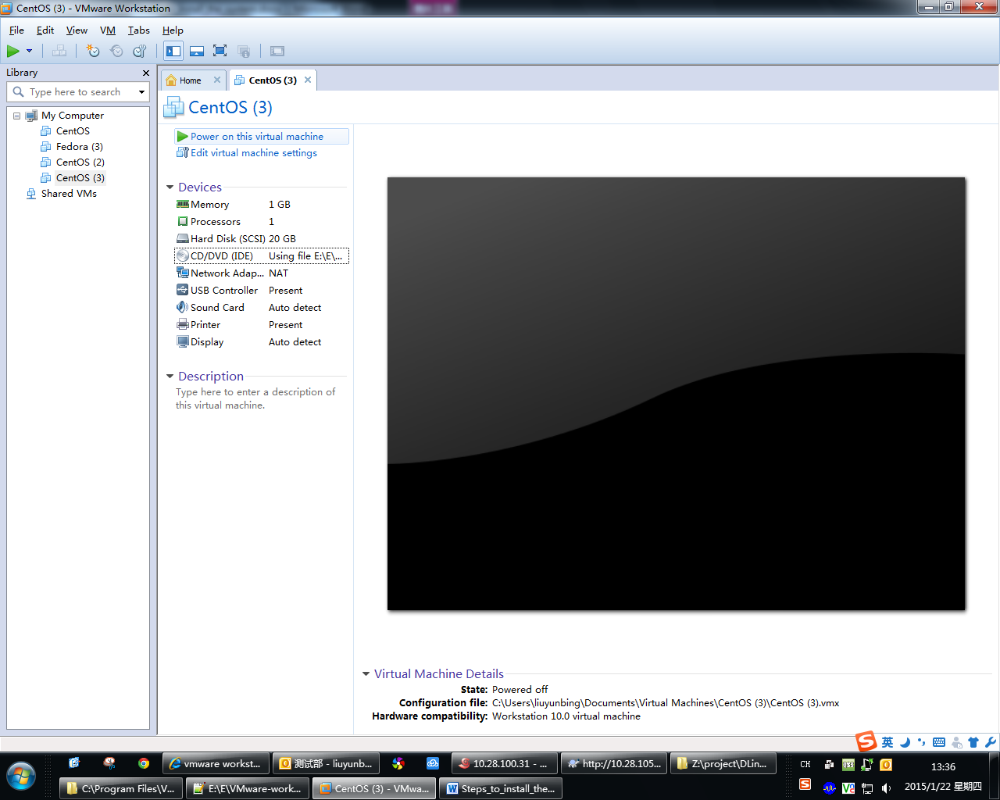 CentOS (3) - VMware Workstation
File Edit View VM Tabs Help
Library
Type here to search
My Computer
CentOS
Fedora (3)
CentOS (2)
CentOS (3)
Shared VMs
Home
CentOS (3)
CentOS (3)
Power on this virtual machine
Edit virtual machine settings
Devices
Memory 1 GB
Processors 1
Hard Disk (SCSI) 20 GB
CD/DVD (IDE) Using file E:\E\...
Network Adap... NAT
USB Controller Present
Sound Card Auto detect
Printer Present
Display Auto detect
Description
Type here to enter a description of
this virtual machine.
Virtual Machine Details
State: Powered off
Configuration file: C:\Users\liuyunbing\Documents\Virtual Machines\CentOS (3)\CentOS (3).vmx
Hardware compatibility: Workstation 10.0 virtual machine
英
vmware workst...
测试部 - liuyunb...
10.28.100.31 - ...
http://10.28.105...
Z:\project\DLin...
CH
13:36
C:\Program Files\V...
E:\E\VMware-work...
CentOS (3) - VMwa...
Steps_to_install_the...
2015/1/22 星期四